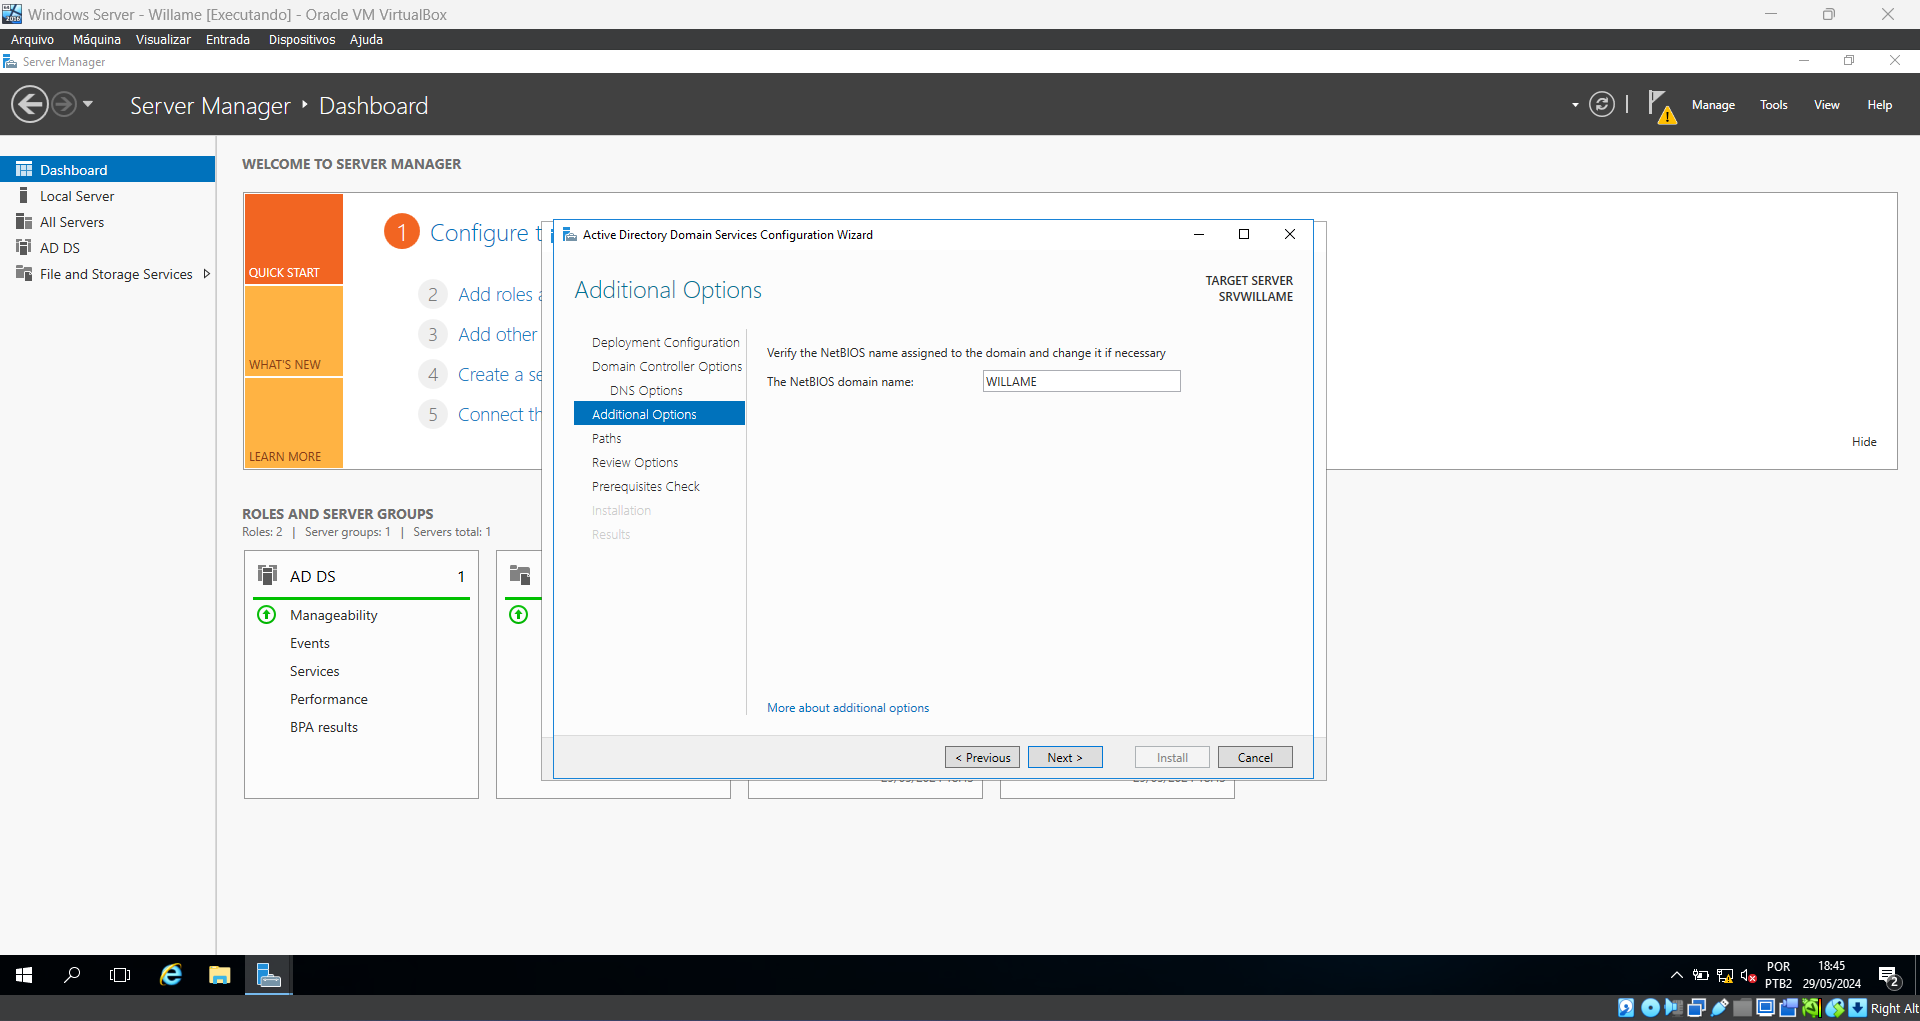 Windows Server - Willame [Executando] - Oracle VM VirtualBox
Arquivo Máquina Visualizar Entrada Dispositivos Ajuda
Server Manager
Server Manager ‣ Dashboard
Manage Tools View Help
Dashboard
Local Server
All Servers
AD DS
File and Storage Services
WELCOME TO SERVER MANAGER
QUICK START
WHAT'S NEW
LEARN MORE
1 Configure t
2 Add roles a
3 Add other
4 Create a se
5 Connect th
Hide
Active Directory Domain Services Configuration Wizard
Additional Options
TARGET SERVER
SRVWILLAME
Deployment Configuration
Domain Controller Options
DNS Options
Additional Options
Paths
Review Options
Prerequisites Check
Installation
Results
Verify the NetBIOS name assigned to the domain and change it if necessary
The NetBIOS domain name: WILLAME
More about additional options
< Previous Next > Install Cancel
ROLES AND SERVER GROUPS
Roles: 2 | Server groups: 1 | Servers total: 1
AD DS 1
Manageability
Events
Services
Performance
BPA results
POR
PTB2
18:45
29/05/2024
2
Right Alt